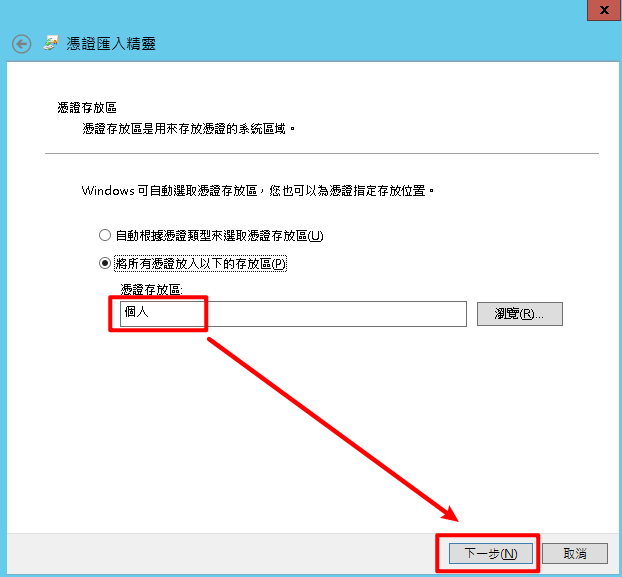 x
憑證匯入精靈
憑證存放區
憑證存放區是用來存放憑證的系統區域。
Windows 可自動選取憑證存放區，您也可以為憑證指定存放位置。
自動根據憑證類型來選取憑證存放區(U)
將所有憑證放入以下的存放區(P)
憑證存放區:
個人
瀏覽(R)...
下一步(N)
取消